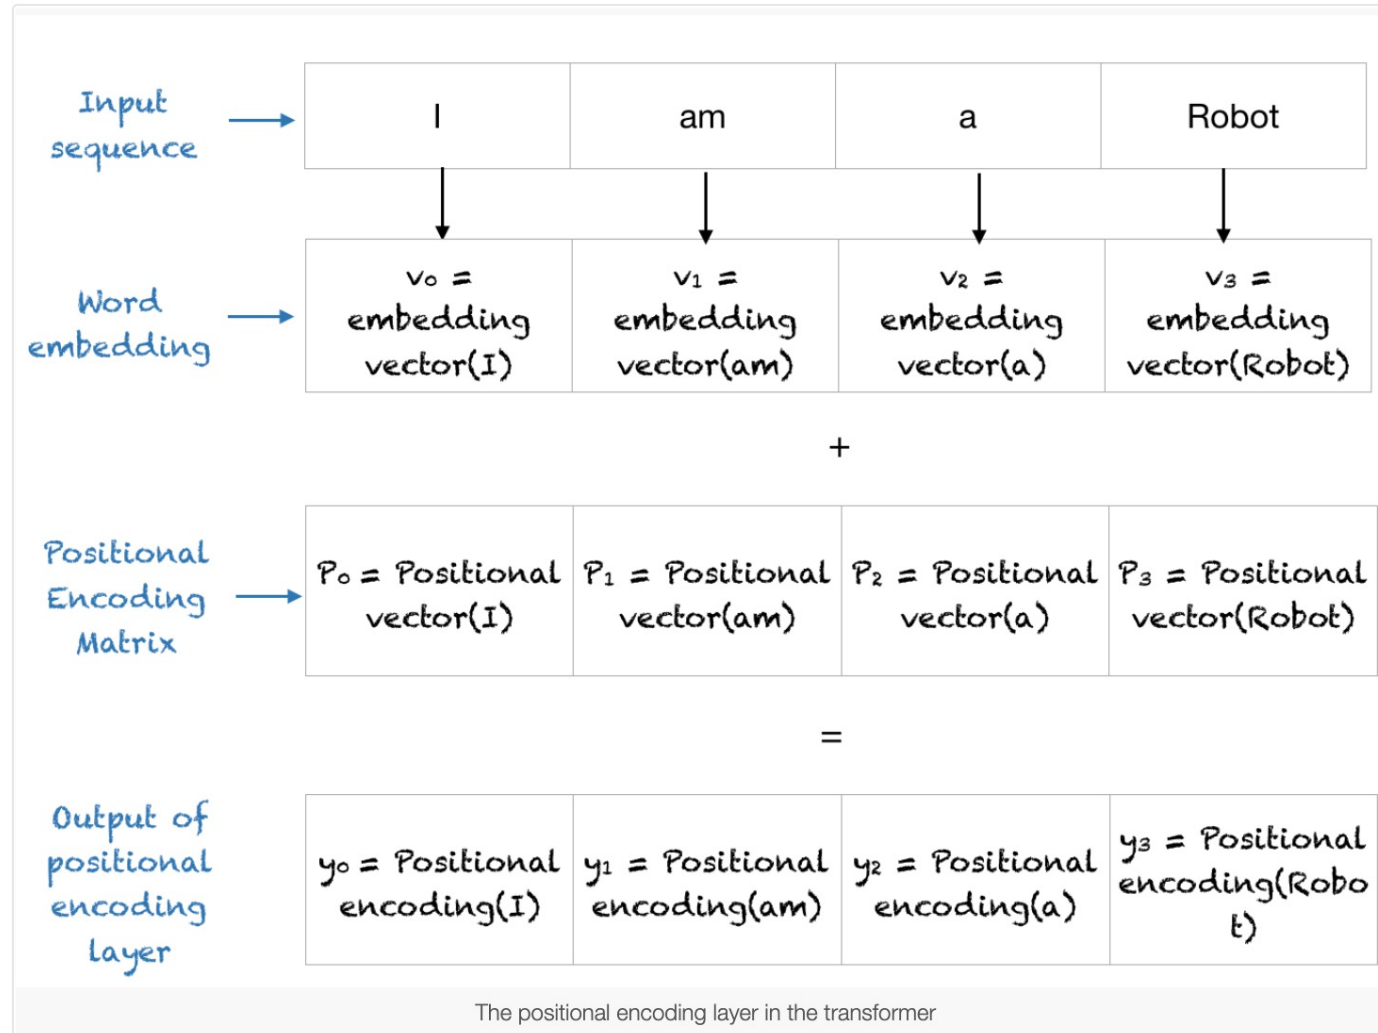 Input
sequence
I
am
a
Robot
Word
embedding
v₀ =
embedding
vector(I)
v₁ =
embedding
vector(am)
v₂ =
embedding
vector(a)
v₃ =
embedding
vector(Robot)
+
Positional
Encoding
Matrix
P₀ = Positional
vector(I)
P₁ = Positional
vector(am)
P₂ = Positional
vector(a)
P₃ = Positional
vector(Robot)
=
Output of
positional
encoding
layer
y₀ = Positional
encoding(I)
y₁ = Positional
encoding(am)
y₂ = Positional
encoding(a)
y₃ = Positional
encoding(Robo
t)
The positional encoding layer in the transformer